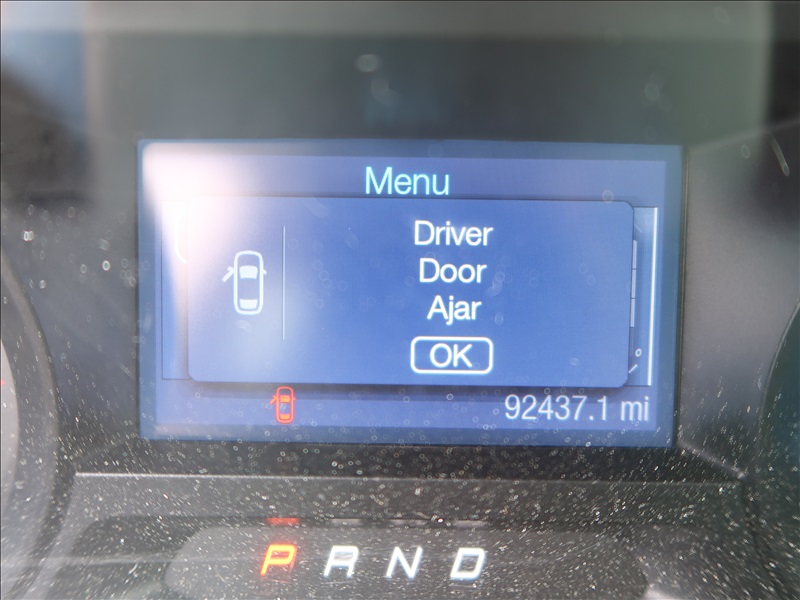 Menu
Driver
Door
Ajar
OK
92437.1 mi
P R N D